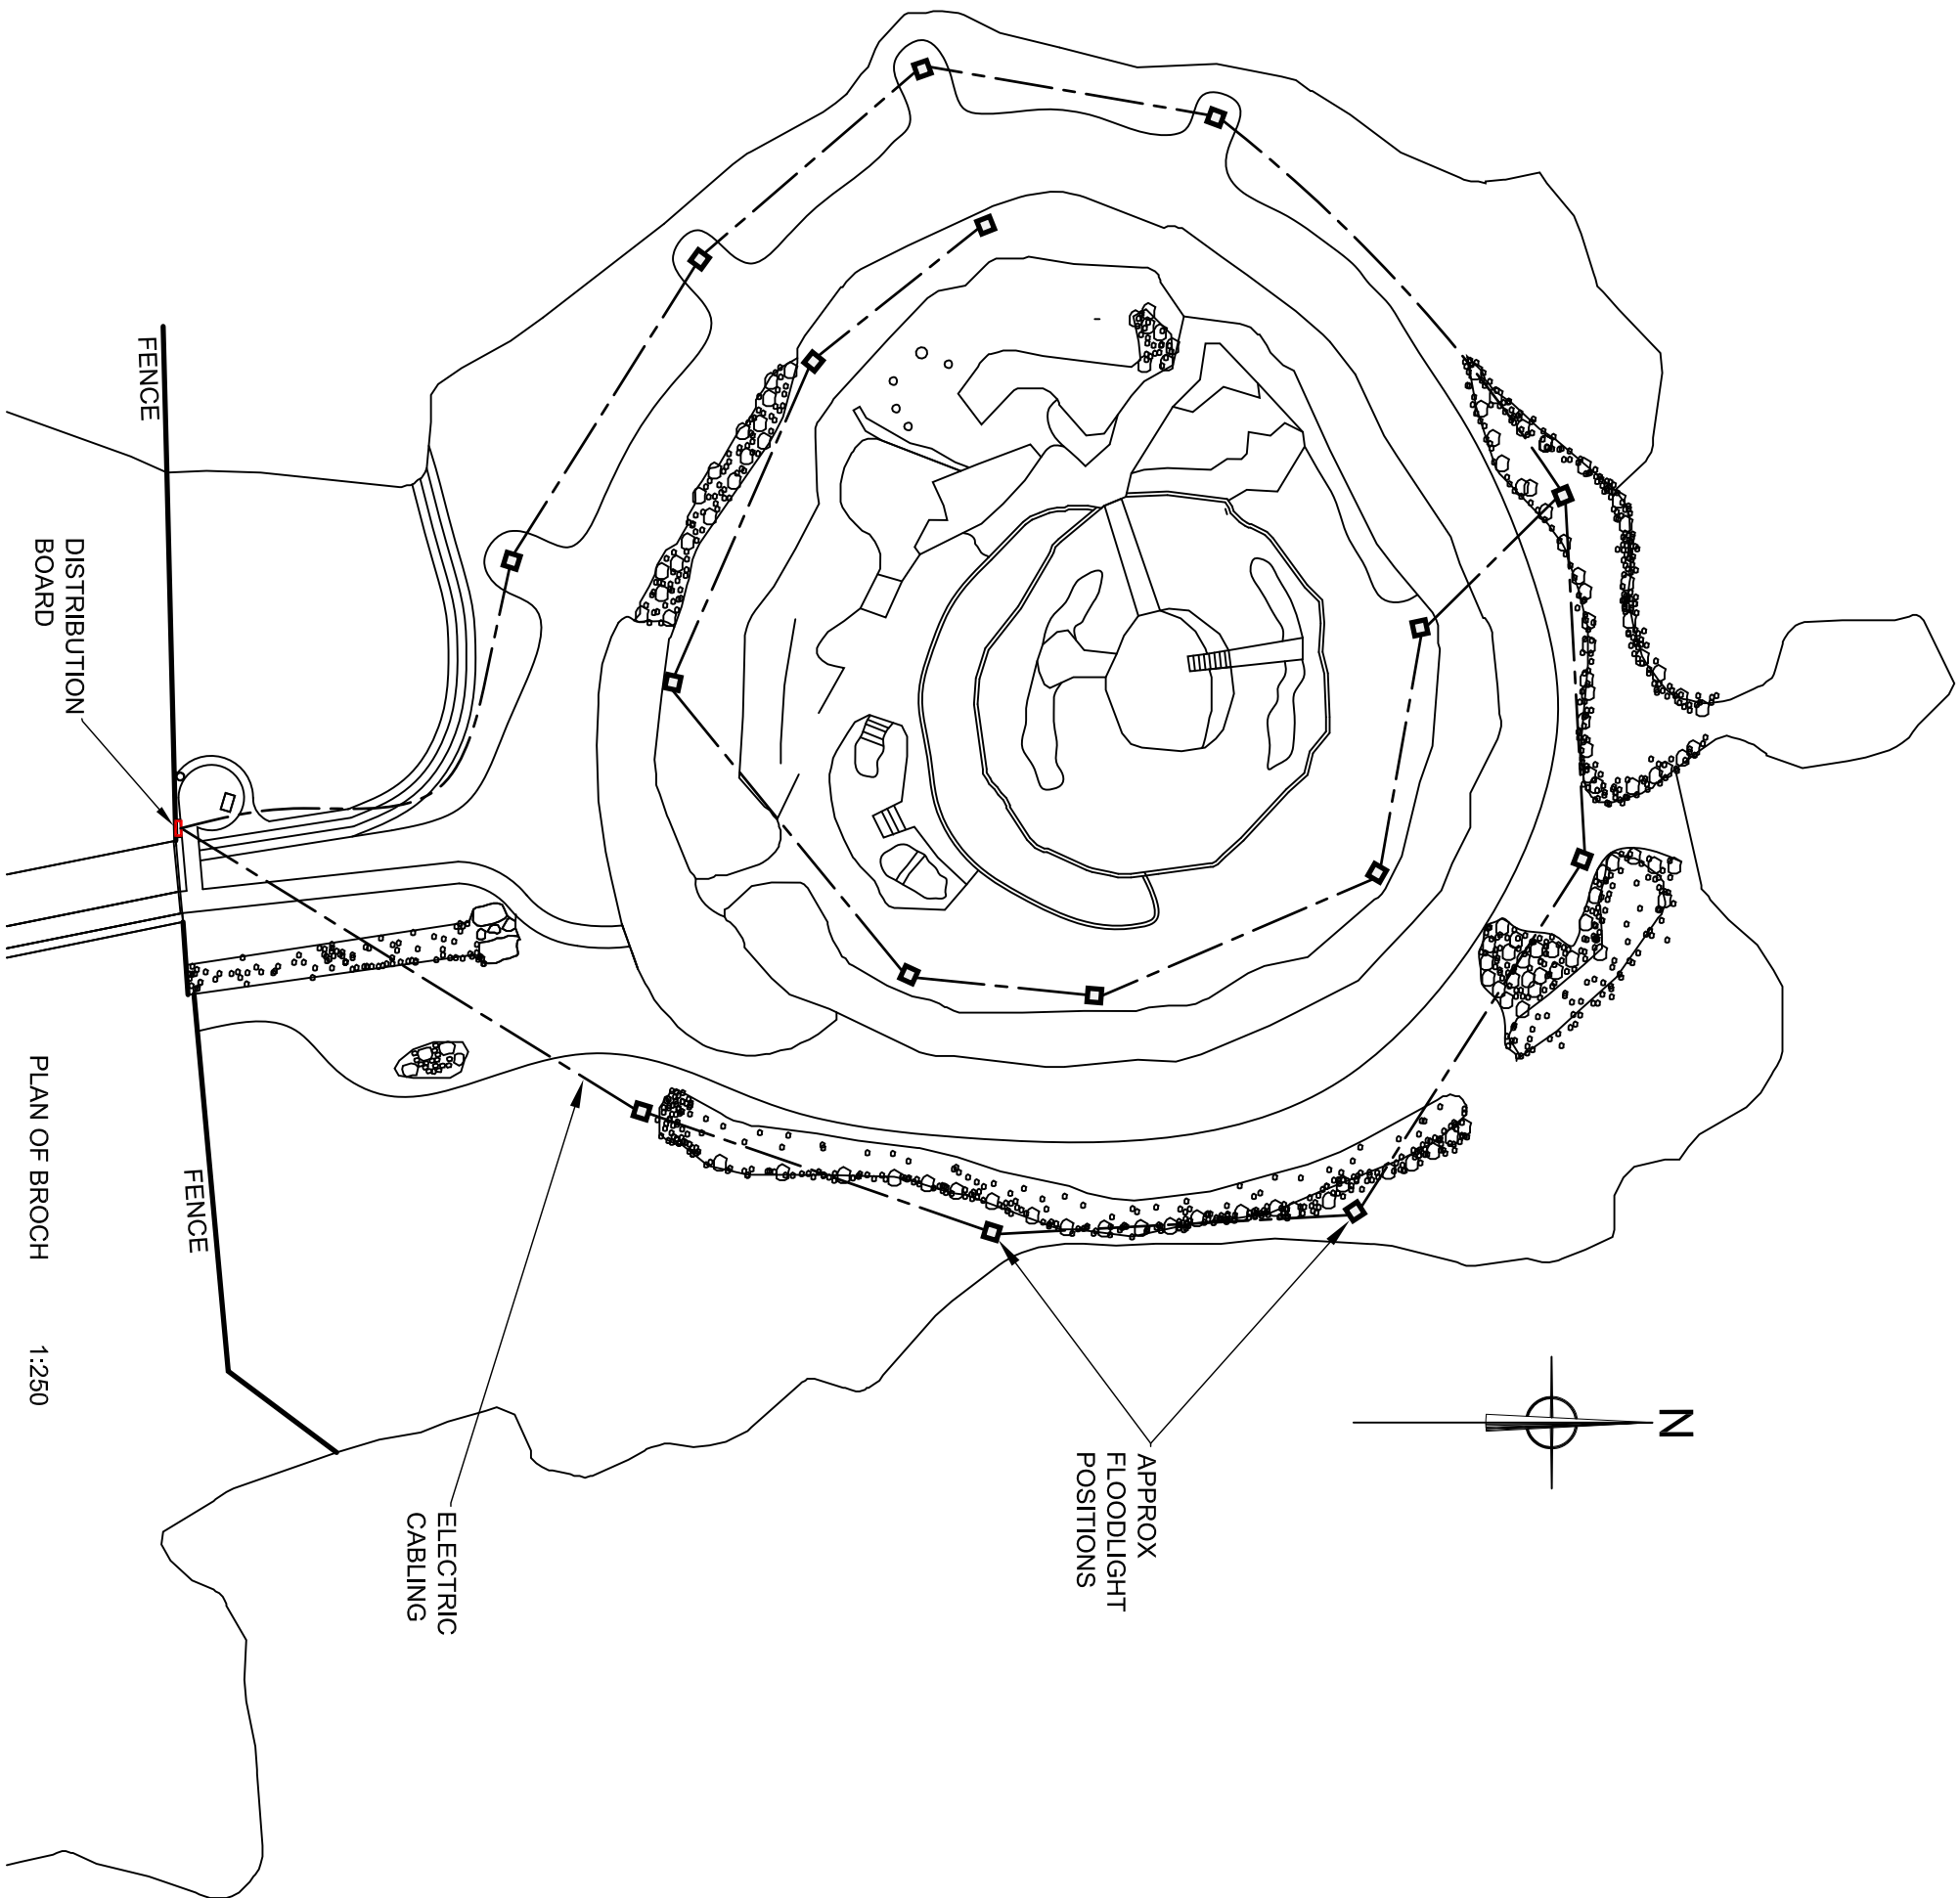 N
APPROX
FLOODLIGHT
POSITIONS
ELECTRIC
CABLING
FENCE
DISTRIBUTION
BOARD
FENCE
PLAN OF BROCH 1:250